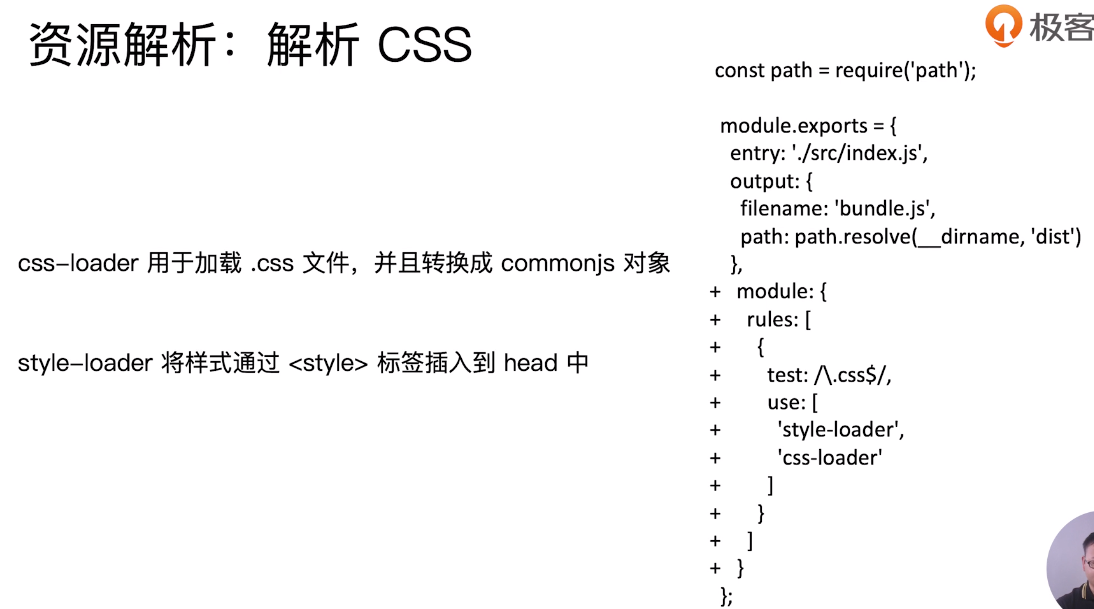 资源解析：解析 CSS
极客
const path = require('path');
module.exports = {
entry: './src/index.js',
output: {
filename: 'bundle.js',
path: path.resolve(__dirname, 'dist')
},
css-loader 用于加载 .css 文件，并且转换成 commonjs 对象
style-loader 将样式通过 <style> 标签插入到 head 中
+ module: {
+ rules: [
+ {
+ test: /\.css$/,
+ use: [
+ 'style-loader',
+ 'css-loader'
+ ]
+ }
+ ]
+ }
};